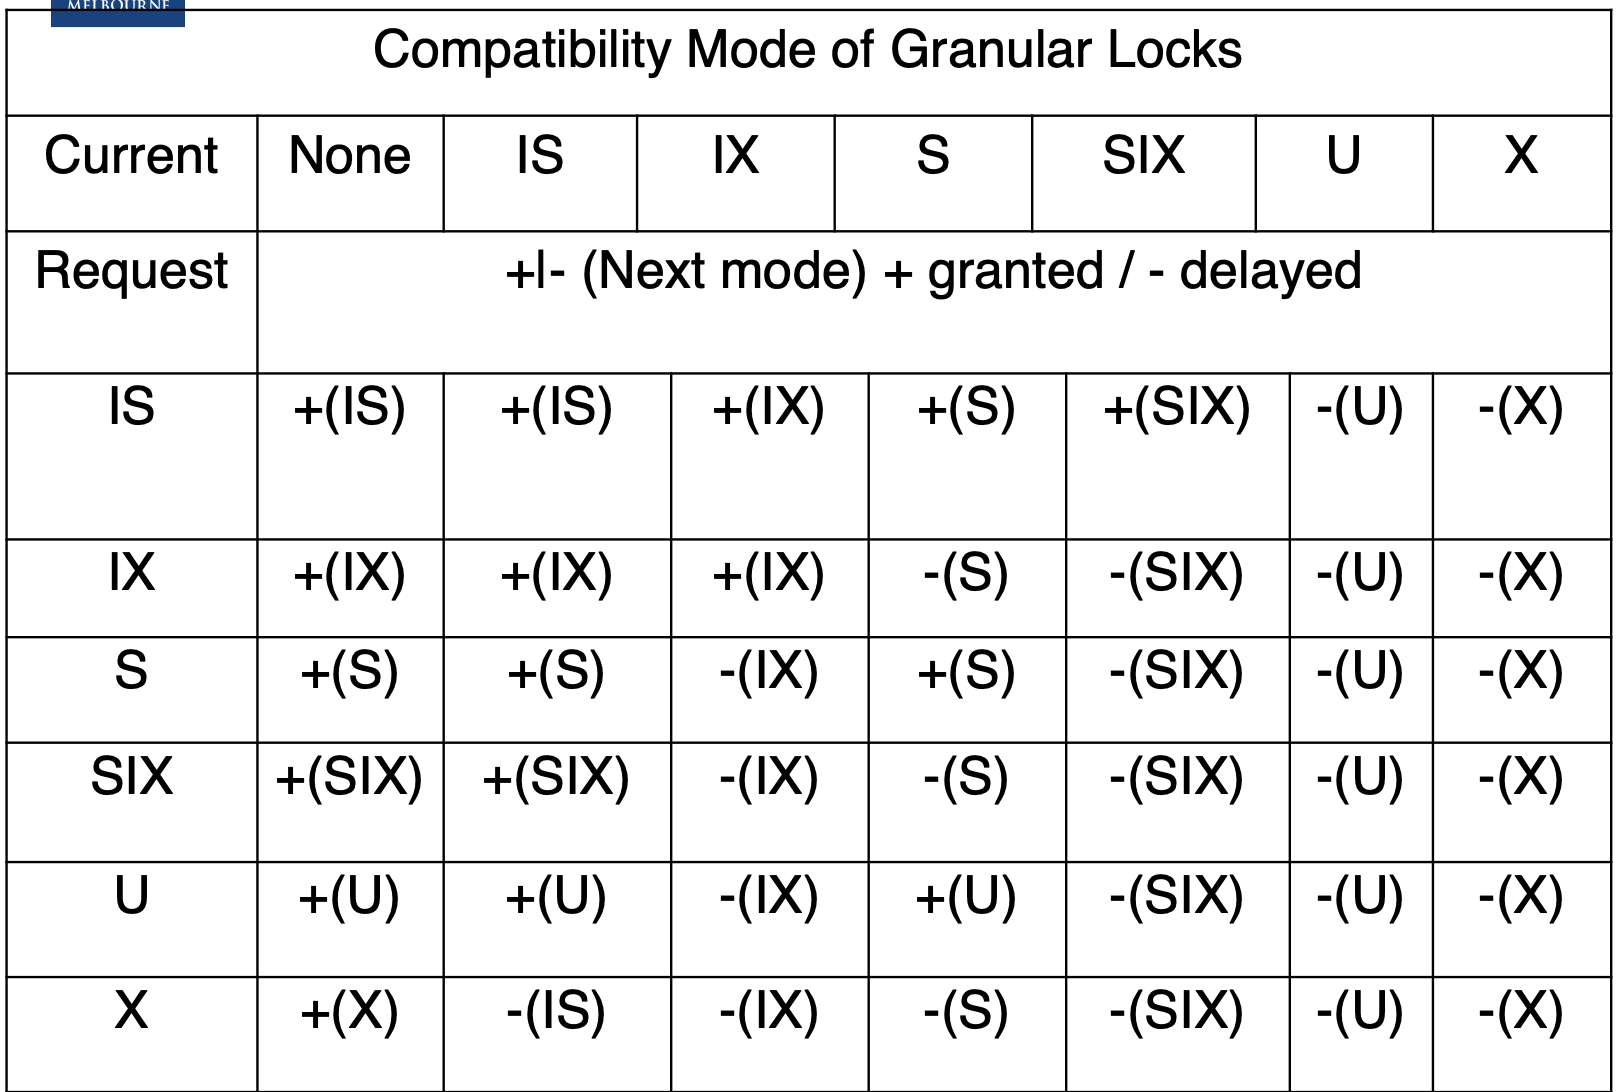 MELBOURNE
Compatibility Mode of Granular Locks
Current None IS IX S SIX U X
Request +|- (Next mode) + granted / - delayed
IS +(IS) +(IS) +(IX) +(S) +(SIX) -(U) -(X)
IX +(IX) +(IX) +(IX) -(S) -(SIX) -(U) -(X)
S +(S) +(S) -(IX) +(S) -(SIX) -(U) -(X)
SIX +(SIX) +(SIX) -(IX) -(S) -(SIX) -(U) -(X)
U +(U) +(U) -(IX) +(U) -(SIX) -(U) -(X)
X +(X) -(IS) -(IX) -(S) -(SIX) -(U) -(X)